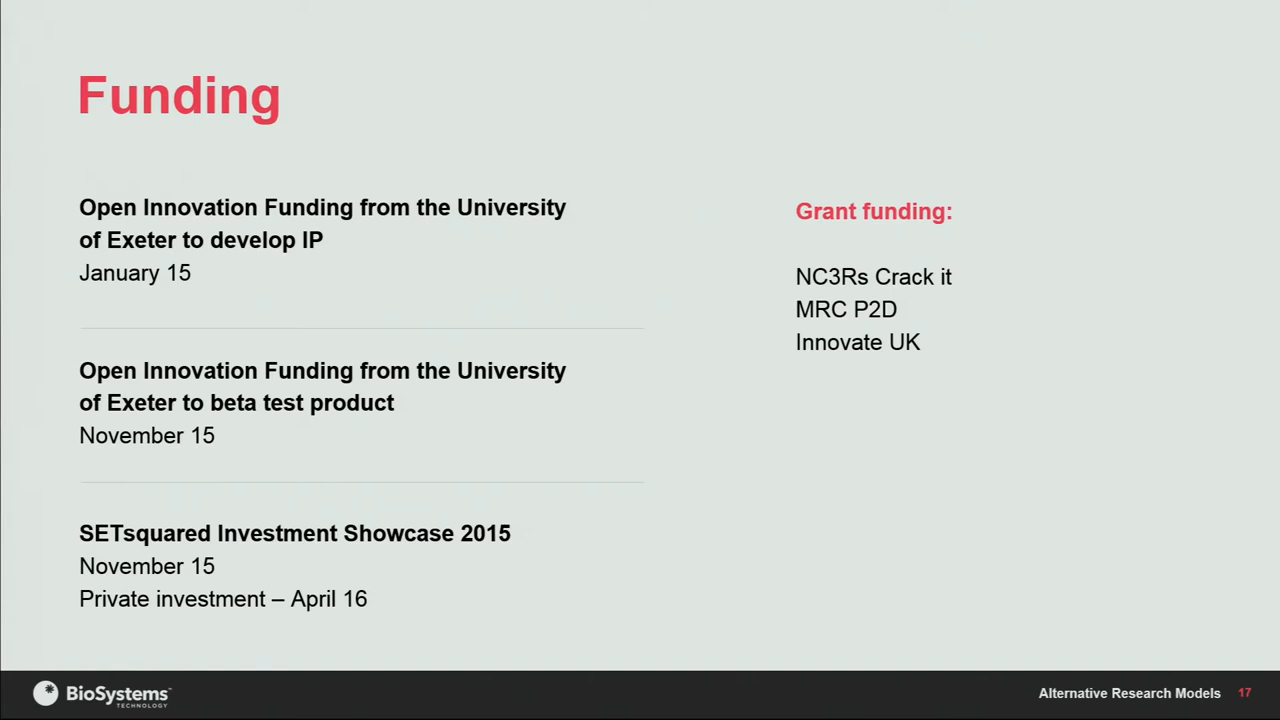 Funding
Open Innovation Funding from the University
of Exeter to develop IP
January 15
Open Innovation Funding from the University
of Exeter to beta test product
November 15
SETsquared Investment Showcase 2015
November 15
Private investment – April 16
Grant funding:
NC3Rs Crack it
MRC P2D
Innovate UK
BioSystems™
TECHNOLOGY
Alternative Research Models 17